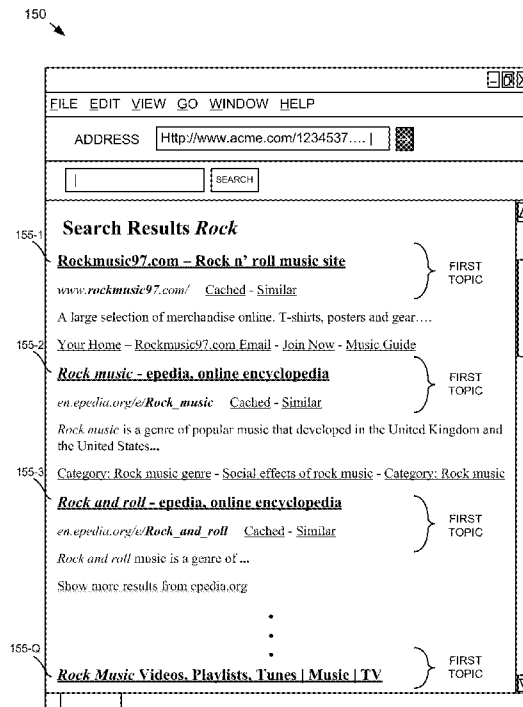 150
FILE EDIT VIEW GO WINDOW HELP
ADDRESS Http://www.acme.com/1234537.... |
| SEARCH
Search Results Rock
155-1
Rockmusic97.com – Rock n' roll music site
www.rockmusic97.com/ Cached - Similar
FIRST TOPIC
A large selection of merchandise online. T-shirts, posters and gear….
155-2
Your Home – Rockmusic97.com Email - Join Now - Music Guide
Rock music - epedia, online encyclopedia
en.epedia.org/e/Rock_music Cached - Similar
FIRST TOPIC
Rock music is a genre of popular music that developed in the United Kingdom and
the United States...
155-3
Category: Rock music genre - Social effects of rock music - Category: Rock music
Rock and roll - epedia, online encyclopedia
en.epedia.org/e/Rock_and_roll Cached - Similar
FIRST TOPIC
Rock and roll music is a genre of ...
Show more results from epedia.org
155-Q
Rock Music Videos, Playlists, Tunes | Music | TV
FIRST TOPIC